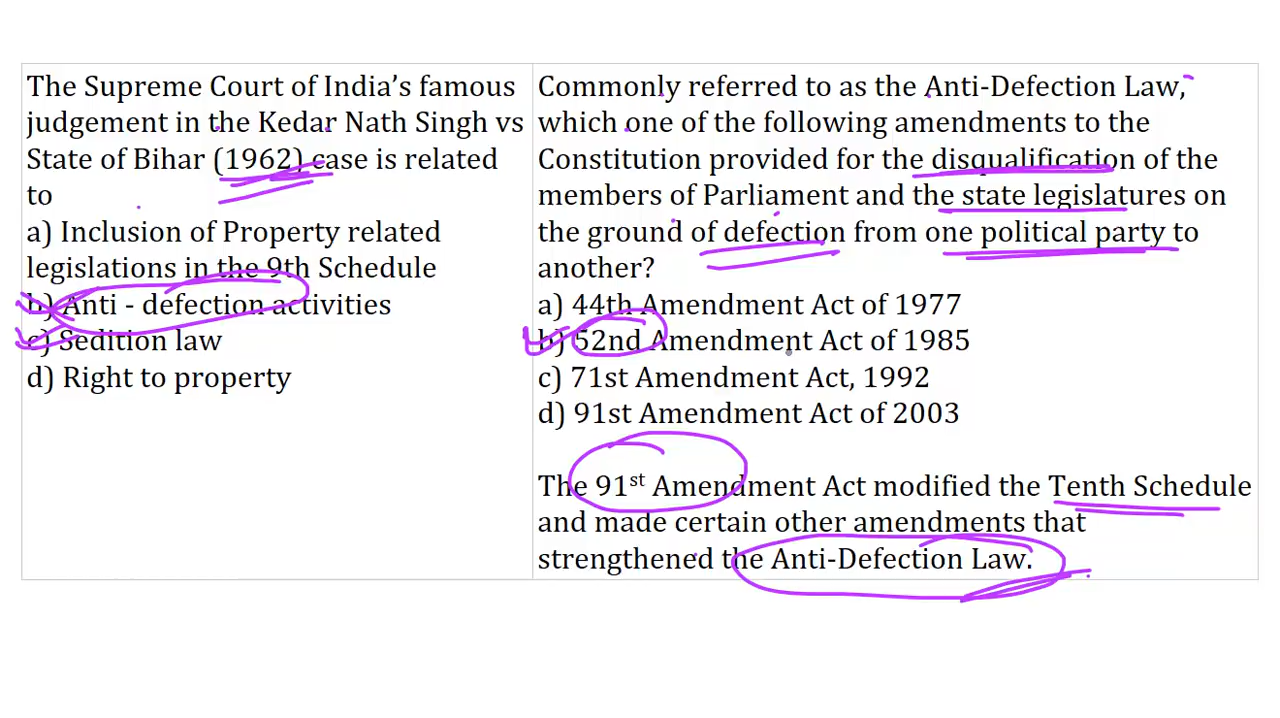 The Supreme Court of India’s famous
judgement in the Kedar Nath Singh vs
State of Bihar (1962) case is related
to
a) Inclusion of Property related
legislations in the 9th Schedule
b) Anti - defection activities
c) Sedition law
d) Right to property
Commonly referred to as the Anti-Defection Law,
which one of the following amendments to the
Constitution provided for the disqualification of the
members of Parliament and the state legislatures on
the ground of defection from one political party to
another?
a) 44th Amendment Act of 1977
b) 52nd Amendment Act of 1985
c) 71st Amendment Act, 1992
d) 91st Amendment Act of 2003
The 91st Amendment Act modified the Tenth Schedule
and made certain other amendments that
strengthened the Anti-Defection Law.